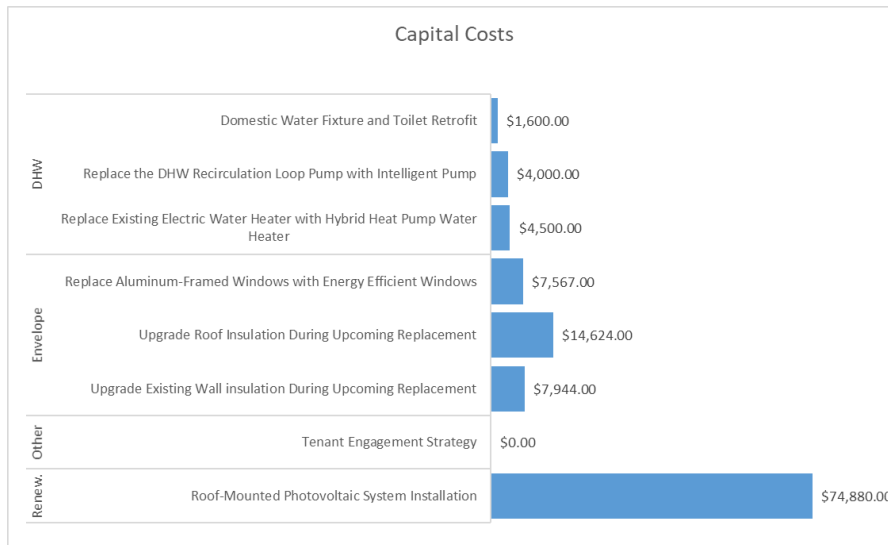 Capital Costs
DHW
Domestic Water Fixture and Toilet Retrofit
$1,600.00
Replace the DHW Recirculation Loop Pump with Intelligent Pump
$4,000.00
Replace Existing Electric Water Heater with Hybrid Heat Pump Water
Heater
$4,500.00
Envelope
Replace Aluminum-Framed Windows with Energy Efficient Windows
$7,567.00
Upgrade Roof Insulation During Upcoming Replacement
$14,624.00
Upgrade Existing Wall insulation During Upcoming Replacement
$7,944.00
Other
Tenant Engagement Strategy
$0.00
Renew.
Roof-Mounted Photovoltaic System Installation
$74,880.00